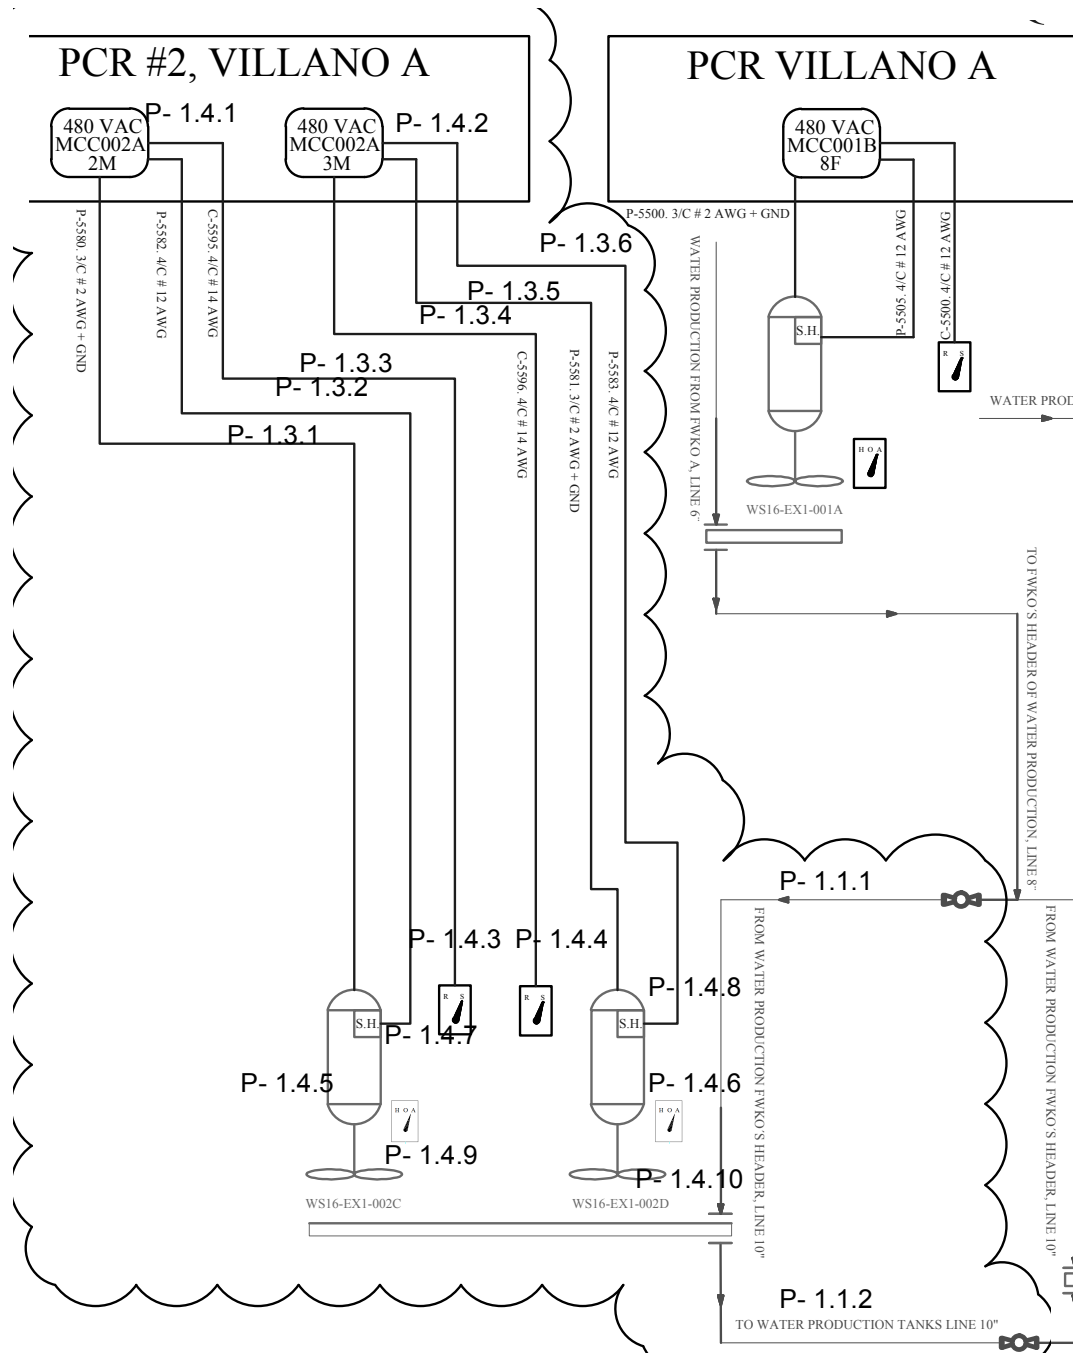 PCR #2, VILLANO A
PCR VILLANO A
480 VAC
MCC002A
2M
P- 1.4.1
480 VAC
MCC002A
3M
P- 1.4.2
480 VAC
MCC001B
8F
P-5580. 3/C # 2 AWG + GND
P-5582. 4/C # 12 AWG
C-5595. 4/C # 14 AWG
P-5500. 3/C # 2 AWG + GND
P-5505. 4/C # 12 AWG
C-5500. 4/C # 12 AWG
P- 1.3.6
P- 1.3.5
P- 1.3.4
P- 1.3.3
P- 1.3.2
P- 1.3.1
C-5596. 4/C # 14 AWG
P-5581. 3/C # 2 AWG + GND
P-5583. 4/C # 12 AWG
WATER PRODUCTION FROM FWKO A, LINE 6"
S.H.
R S
WATER PROD
H O A
WS16-EX1-001A
TO FWKO'S HEADER OF WATER PRODUCTION, LINE 8"
P- 1.1.1
FROM WATER PRODUCTION FWKO'S HEADER, LINE 10"
FROM WATER PRODUCTION FWKO'S HEADER, LINE 10"
P- 1.4.3
P- 1.4.4
R S
R S
P- 1.4.8
S.H.
S.H.
P- 1.4.7
P- 1.4.5
P- 1.4.6
H O A
H O A
P- 1.4.9
P- 1.4.10
WS16-EX1-002C
WS16-EX1-002D
P- 1.1.2
TO WATER PRODUCTION TANKS LINE 10"